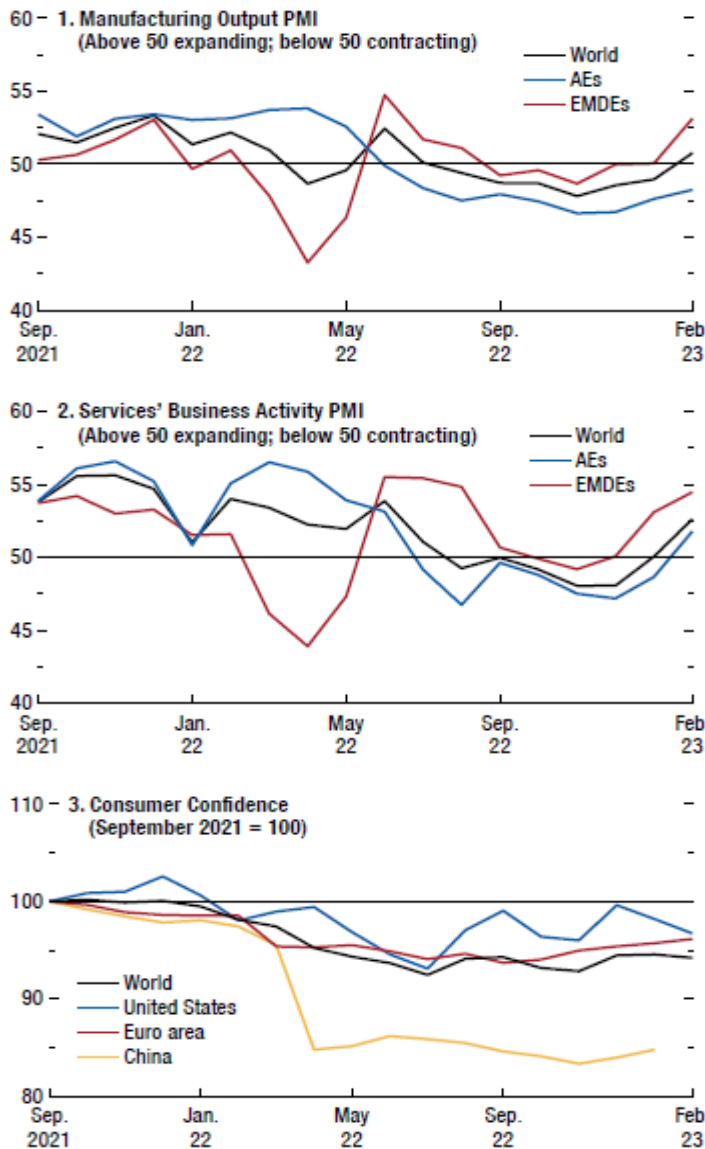 1. Manufacturing Output PMI
(Above 50 expanding; below 50 contracting)
World
AEs
EMDEs
60
55
50
45
40
Sep.
2021
Jan.
22
May
22
Sep.
22
Feb
23
2. Services' Business Activity PMI
(Above 50 expanding; below 50 contracting)
World
AEs
EMDEs
60
55
50
45
40
Sep.
2021
Jan.
22
May
22
Sep.
22
Feb
23
3. Consumer Confidence
(September 2021 = 100)
110
100
90
80
World
United States
Euro area
China
Sep.
2021
Jan.
22
May
22
Sep.
22
Feb
23